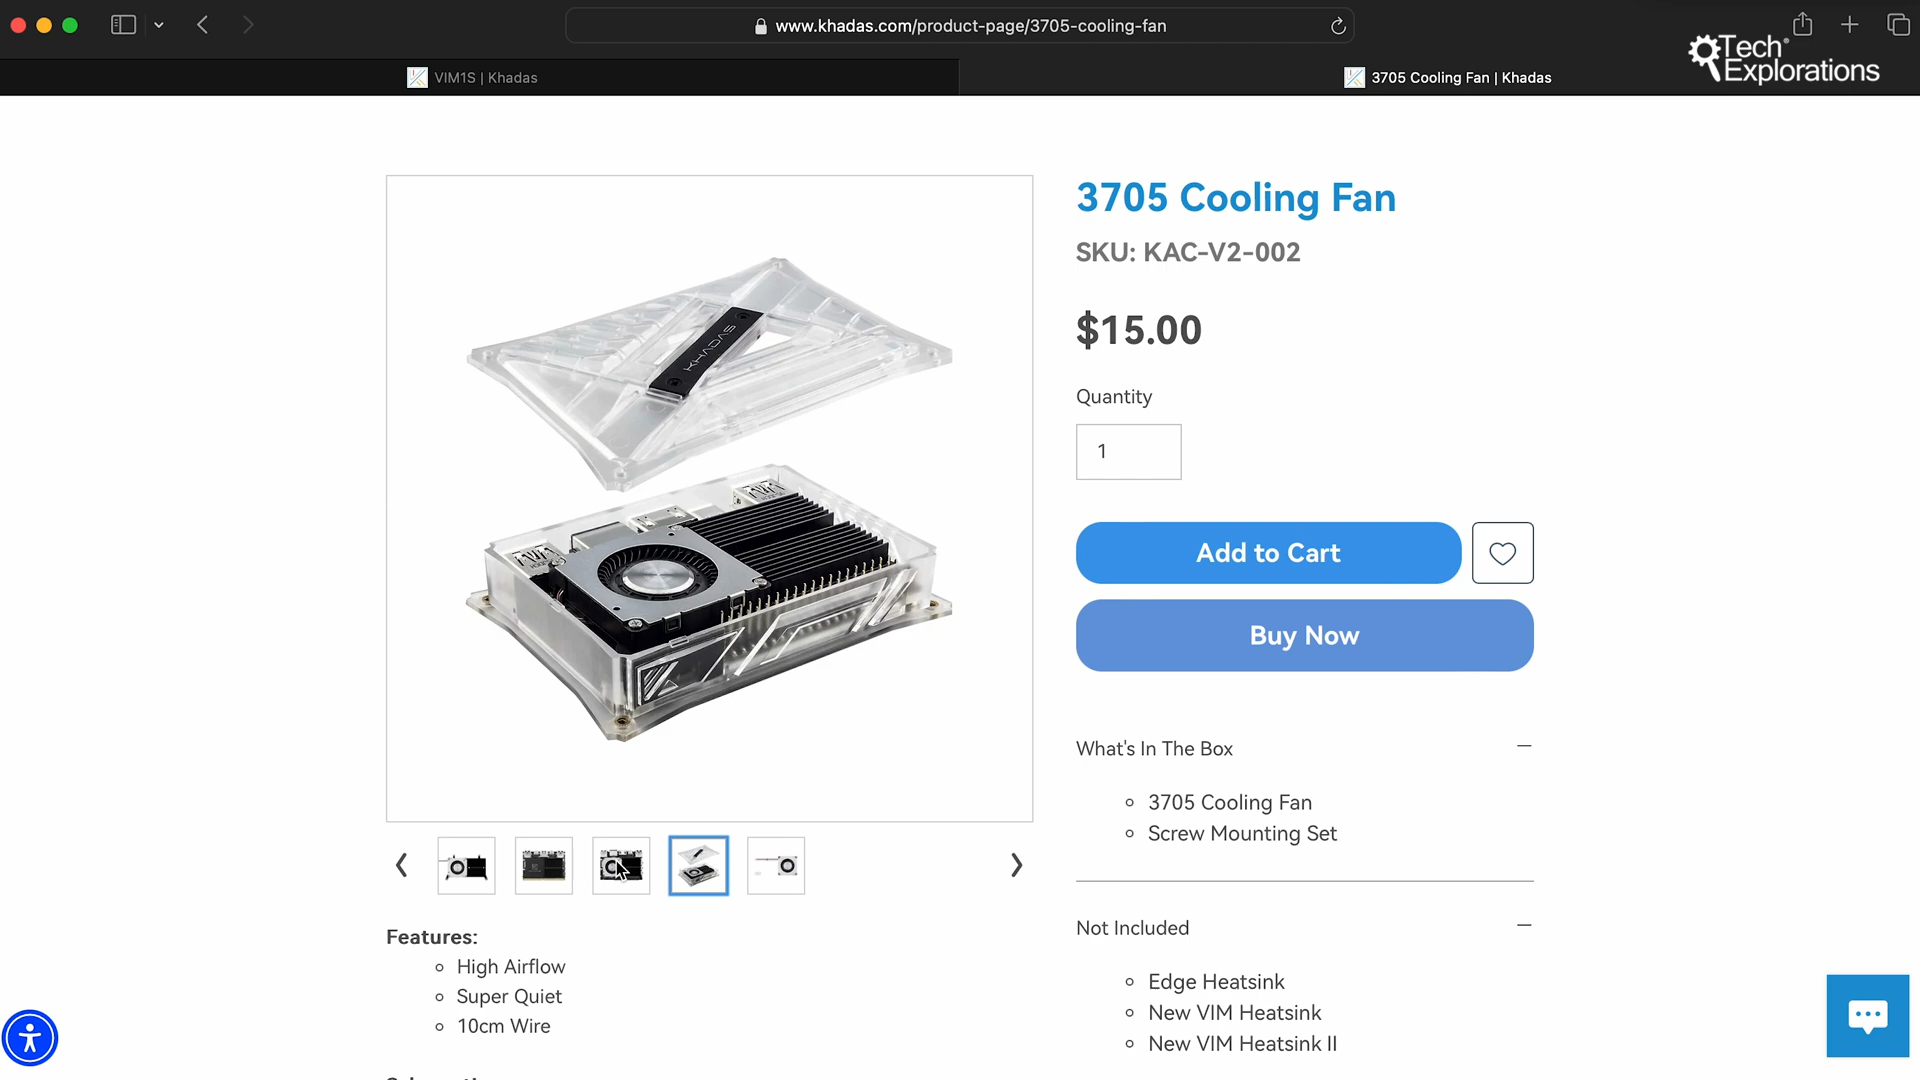 www.khadas.com/product-page/3705-cooling-fan
Tech
Explorations
VIM1S | Khadas
3705 Cooling Fan | Khadas
3705 Cooling Fan
SKU: KAC-V2-002
$15.00
KHADAS
Quantity
1
Add to Cart
Buy Now
What's In The Box
3705 Cooling Fan
Screw Mounting Set
Features:
High Airflow
Super Quiet
10cm Wire
Not Included
Edge Heatsink
New VIM Heatsink
New VIM Heatsink II